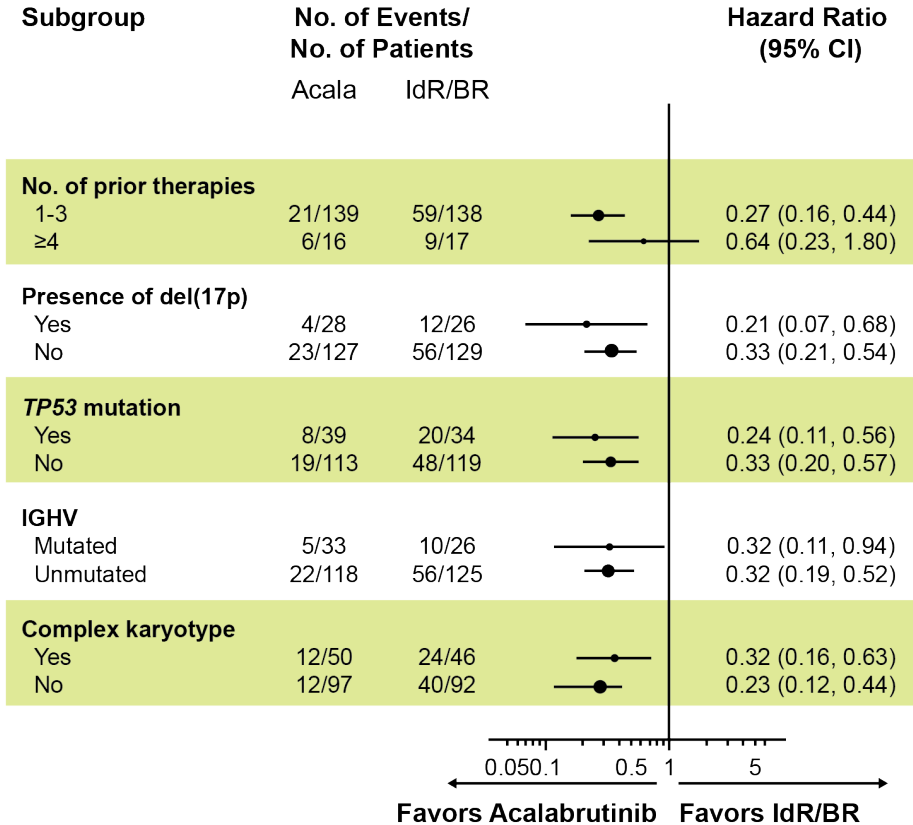 Subgroup No. of Events/ Hazard Ratio
No. of Patients (95% CI)
Acala IdR/BR
No. of prior therapies
1-3 21/139 59/138 0.27 (0.16, 0.44)
≥4 6/16 9/17 0.64 (0.23, 1.80)
Presence of del(17p)
Yes 4/28 12/26 0.21 (0.07, 0.68)
No 23/127 56/129 0.33 (0.21, 0.54)
TP53 mutation
Yes 8/39 20/34 0.24 (0.11, 0.56)
No 19/113 48/119 0.33 (0.20, 0.57)
IGHV
Mutated 5/33 10/26 0.32 (0.11, 0.94)
Unmutated 22/118 56/125 0.32 (0.19, 0.52)
Complex karyotype
Yes 12/50 24/46 0.32 (0.16, 0.63)
No 12/97 40/92 0.23 (0.12, 0.44)
0.05 0.1 0.5 1 5
Favors Acalabrutinib Favors IdR/BR